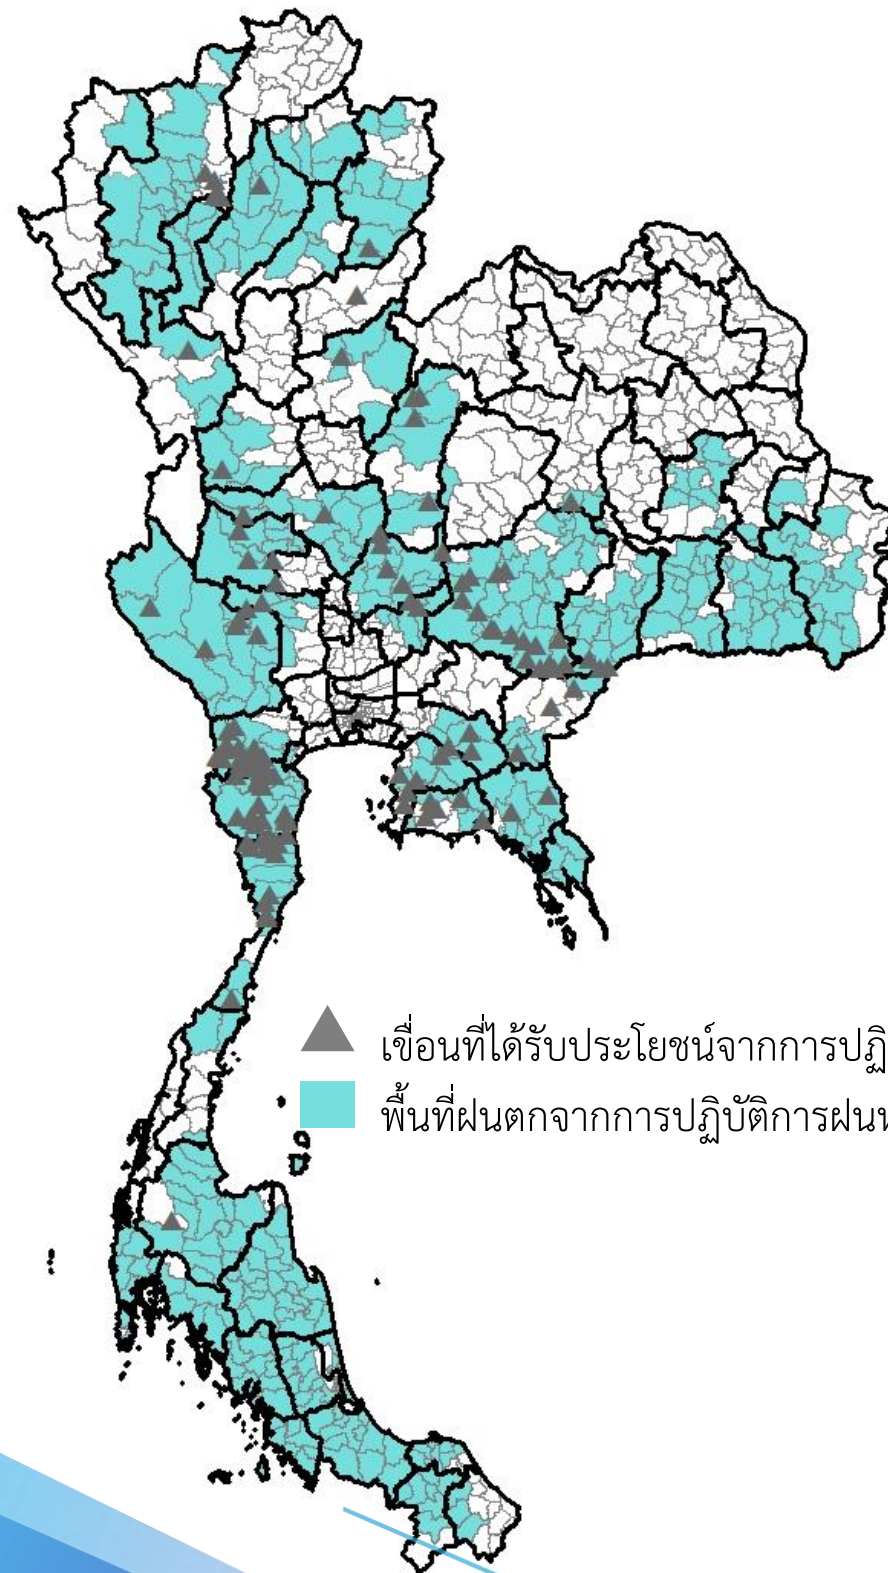 เขื่อนที่ได้รับประโยชน์จากการปฏิ
พื้นที่ฝนตกจากการปฏิบัติการฝน